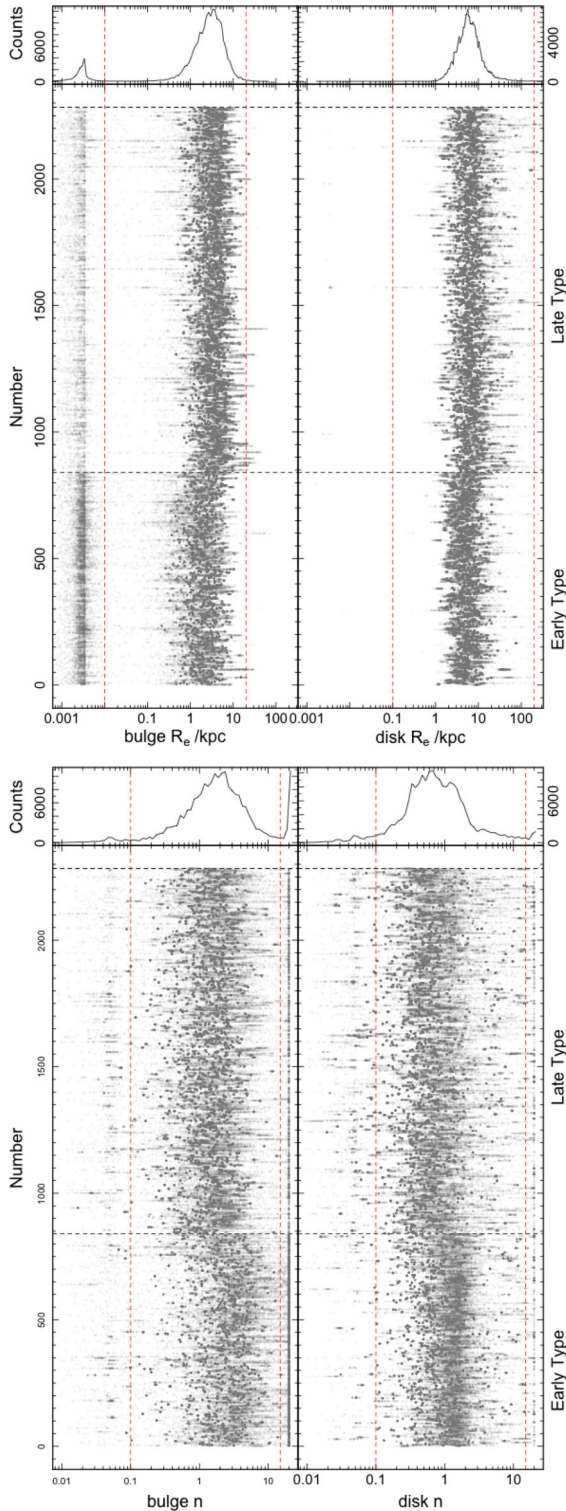 Counts
0 6000
0 4000
Number
0 500 1000 1500 2000
Early Type Late Type
0.001 0.1 1 10 1000
bulge Re /kpc
0.001 0.1 1 10 100
disk Re /kpc
Counts
0 6000
0 6000
Number
0 500 1000 1500 2000
Early Type Late Type
0.01 0.1 1 10
bulge n
0.01 0.1 1 10
disk n